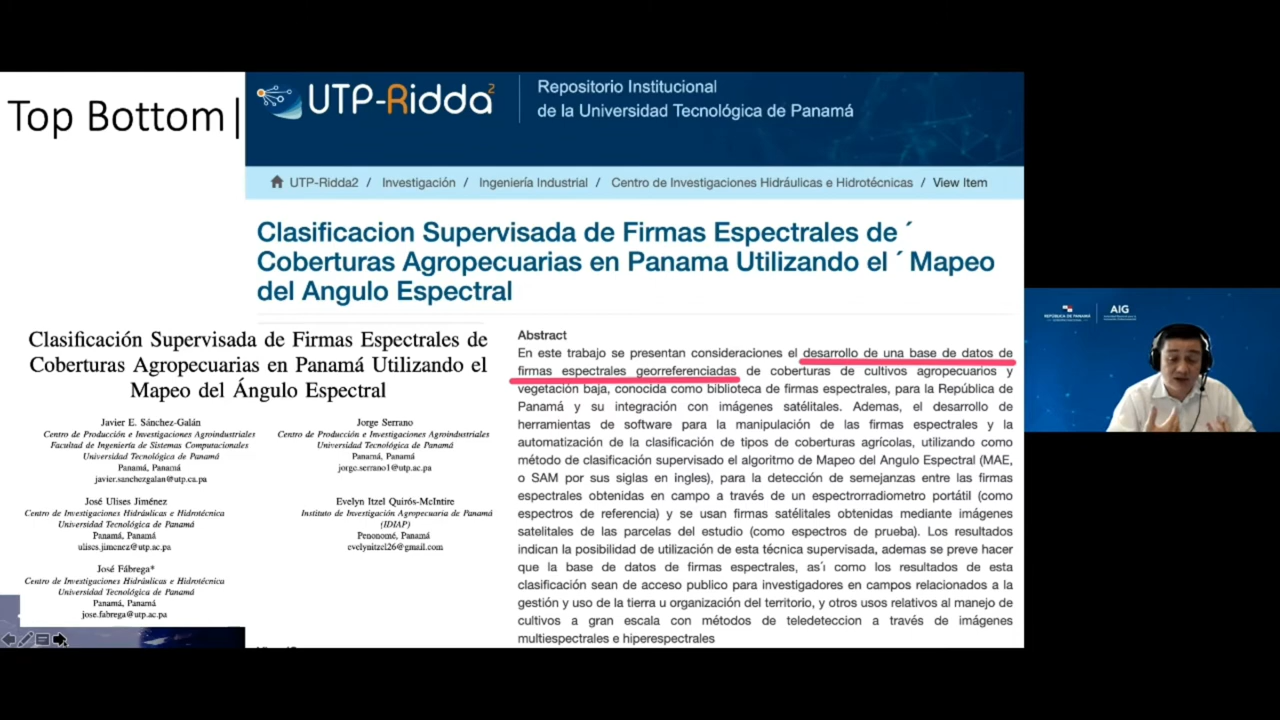 Top Bottom|
UTP-Ridda2
Repositorio Institucional
de la Universidad Tecnológica de Panamá
UTP-Ridda2 / Investigación / Ingeniería Industrial / Centro de Investigaciones Hidráulicas e Hidrotécnicas / View Item
Clasificacion Supervisada de Firmas Espectrales de ´
Coberturas Agropecuarias en Panama Utilizando el ´ Mapeo
del Angulo Espectral
Clasificación Supervisada de Firmas Espectrales de
Coberturas Agropecuarias en Panamá Utilizando el
Mapeo del Ángulo Espectral
Javier E. Sánchez-Galán
Centro de Producción e Investigaciones Agroindustriales
Facultad de Ingeniería de Sistemas Computacionales
Universidad Tecnológica de Panamá
Panamá, Panamá
javier.sanchezgalan@utp.ca.pa
Jorge Serrano
Centro de Producción e Investigaciones Agroindustriales
Universidad Tecnológica de Panamá
Panamá, Panamá
jorge.serrano1@utp.ac.pa
José Ulises Jiménez
Centro de Investigaciones Hidráulicas e Hidrotécnica
Universidad Tecnológica de Panamá
Panamá, Panamá
ulises.jimenez@utp.ac.pa
Evelyn Itzel Quirós-McIntire
Instituto de Investigación Agropecuaria de Panamá
(IDIAP)
Penonomé, Panamá
evelynitzel26@gmail.com
José Fábrega*
Centro de Investigaciones Hidráulicas e Hidrotécnica
Universidad Tecnológica de Panamá
Panamá, Panamá
jose.fabrega@utp.ac.pa
Abstract
En este trabajo se presentan consideraciones el desarrollo de una base de datos de
firmas espectrales georreferenciadas de coberturas de cultivos agropecuarios y
vegetación baja, conocida como biblioteca de firmas espectrales, para la República de
Panamá y su integración con imágenes satélitales. Ademas, el desarrollo de
herramientas de software para la manipulación de las firmas espectrales y la
automatización de la clasificación de tipos de coberturas agrícolas, utilizando como
método de clasificación supervisado el algoritmo de Mapeo del Angulo Espectral (MAE,
o SAM por sus siglas en ingles), para la detección de semejanzas entre las firmas
espectrales obtenidas en campo a través de un espectrorradiometro portátil (como
espectros de referencia) y se usan firmas satélitales obtenidas mediante imágenes
satelitales de las parcelas del estudio (como espectros de prueba). Los resultados
indican la posibilidad de utilización de esta técnica supervisada, ademas se preve hacer
que la base de datos de firmas espectrales, as´ı como los resultados de esta
clasificación sean de acceso publico para investigadores en campos relacionados a la
gestión y uso de la tierra u organización del territorio, y otros usos relativos al manejo de
cultivos a gran escala con métodos de teledeteccion a través de imágenes
multiespectrales e hiperespectrales
REPÚBLICA DE PANAMÁ
AIG